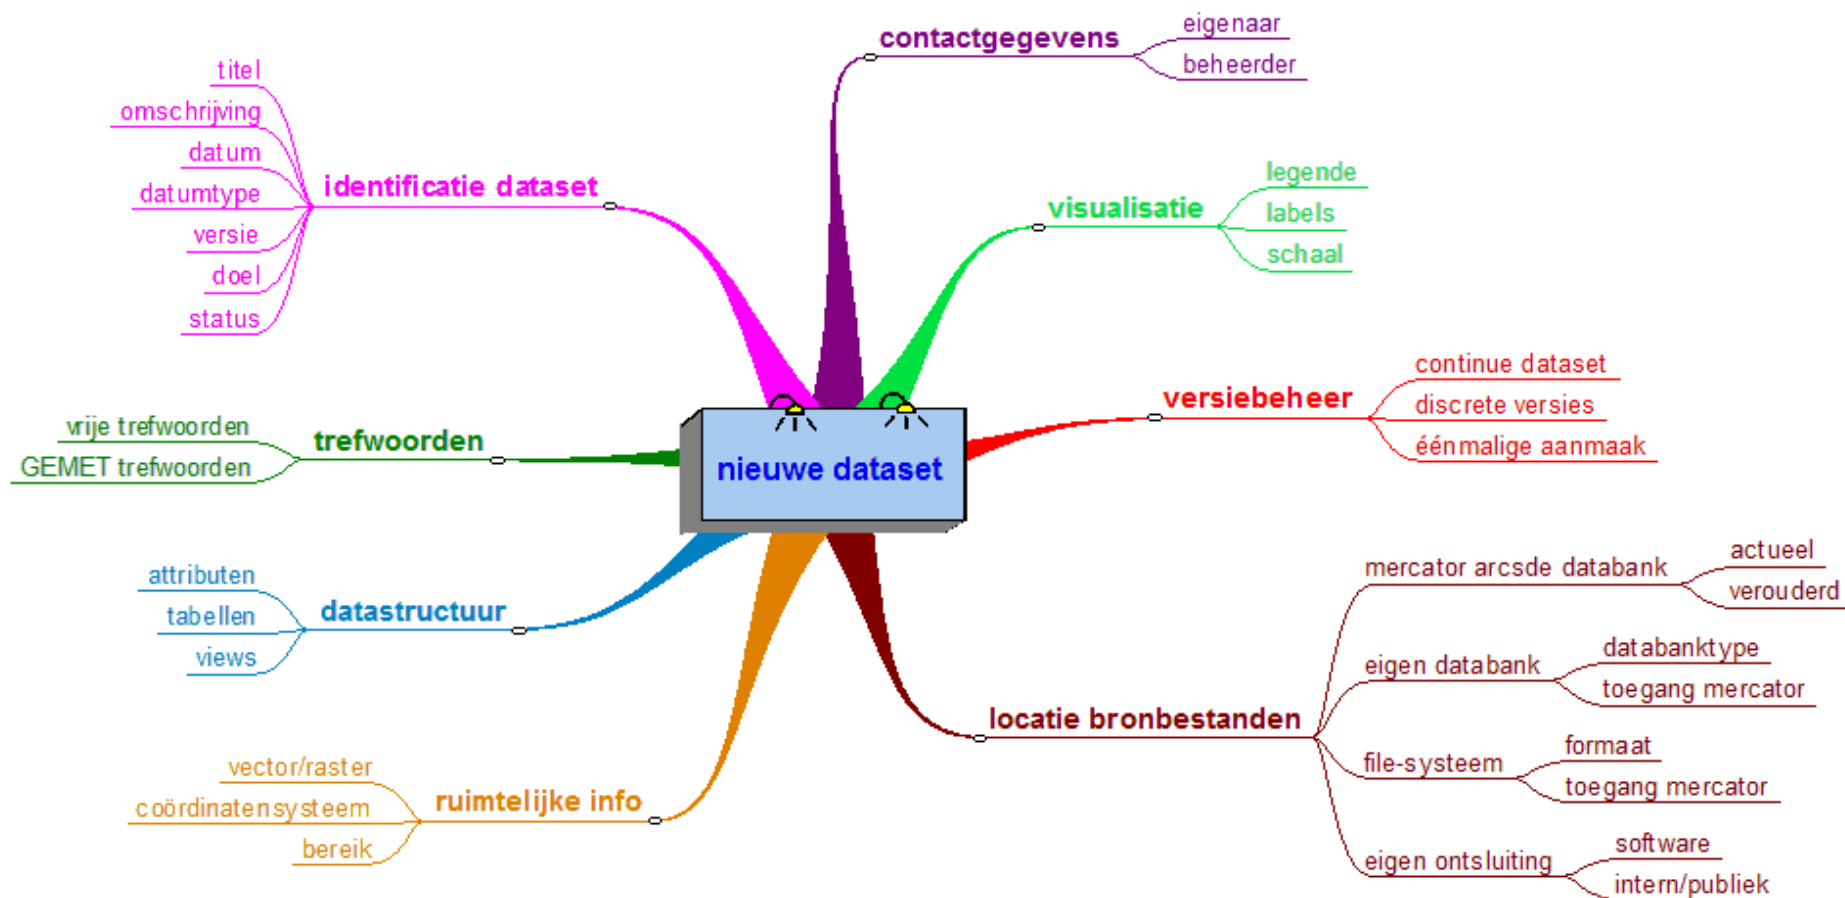 contactgegevens
eigenaar
beheerder
identificatie dataset
titel
omschrijving
datum
datumtype
versie
doel
status
visualisatie
legende
labels
schaal
versiebeheer
continue dataset
discrete versies
éénmalige aanmaak
trefwoorden
vrije trefwoorden
GEMET trefwoorden
nieuwe dataset
datastructuur
attributen
tabellen
views
ruimtelijke info
vector/raster
coördinatensysteem
bereik
locatie bronbestanden
mercator arcsde databank
actueel
verouderd
eigen databank
databanktype
toegang mercator
file-systeem
formaat
toegang mercator
eigen ontsluiting
software
intern/publiek